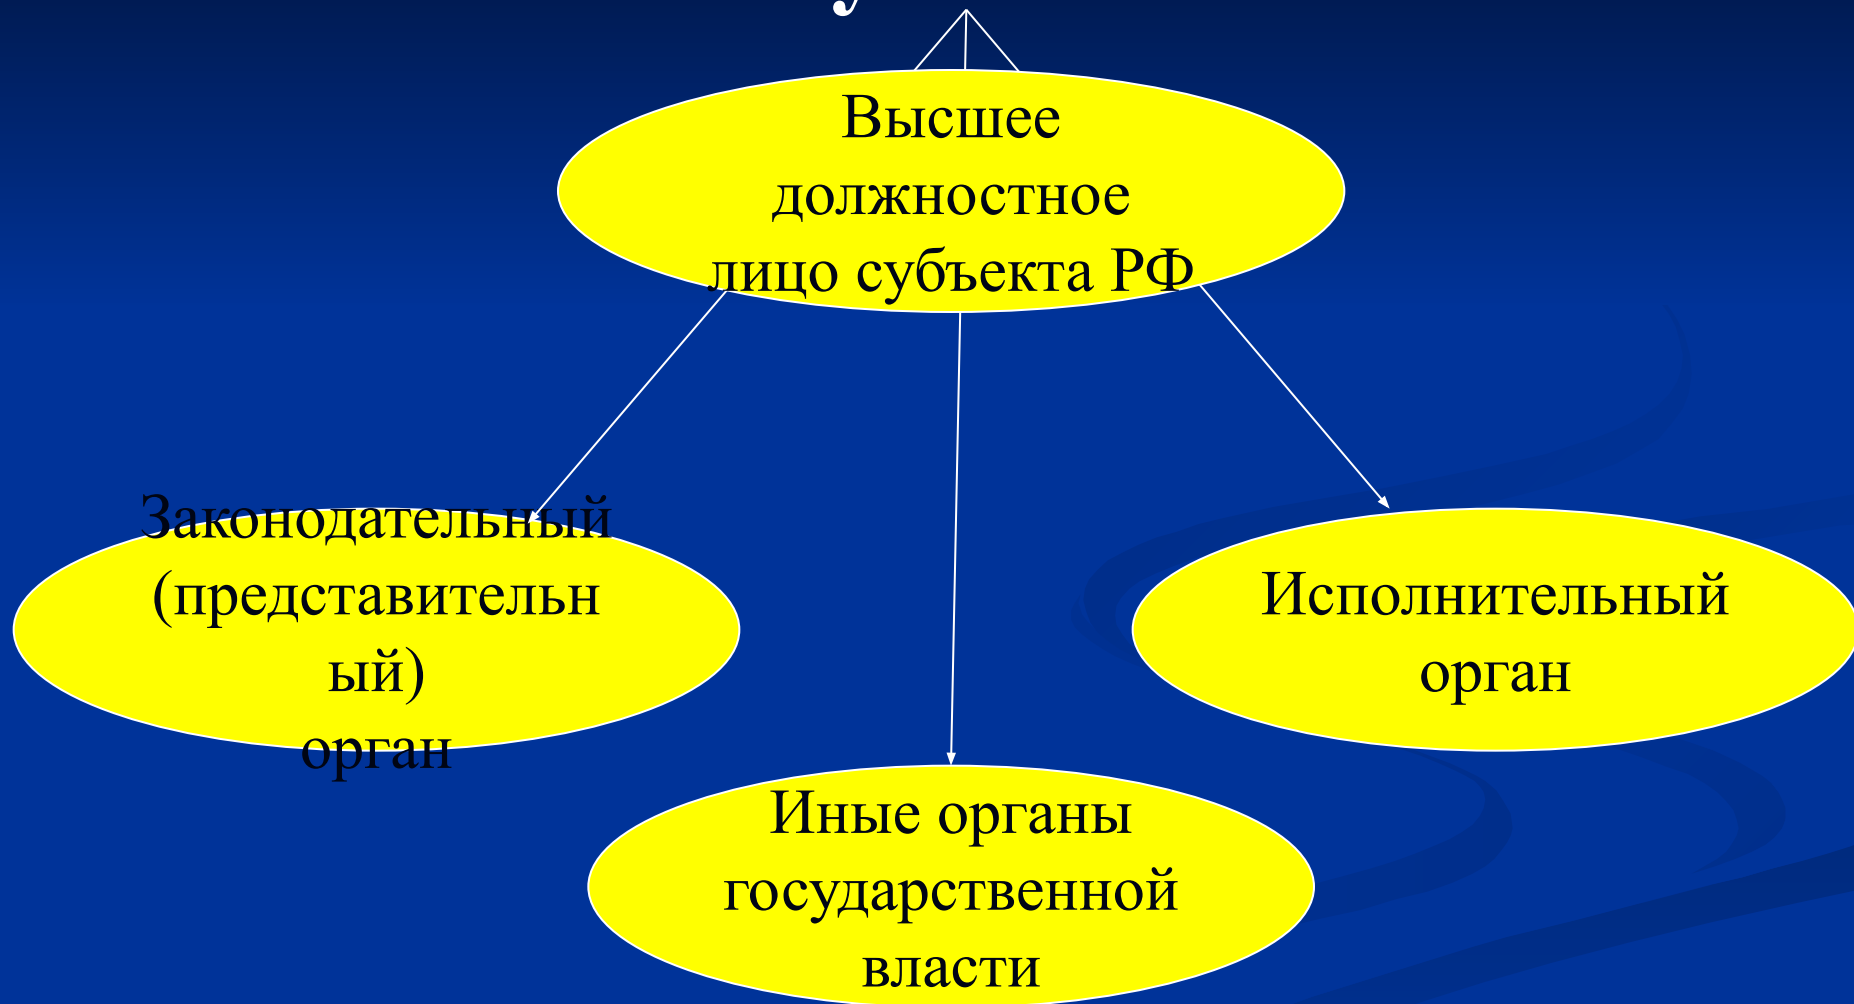 Высшее
должностное
лицо субъекта РФ
Законодательный
(представительн
ый)
орган
Исполнительный
орган
Иные органы
государственной
власти